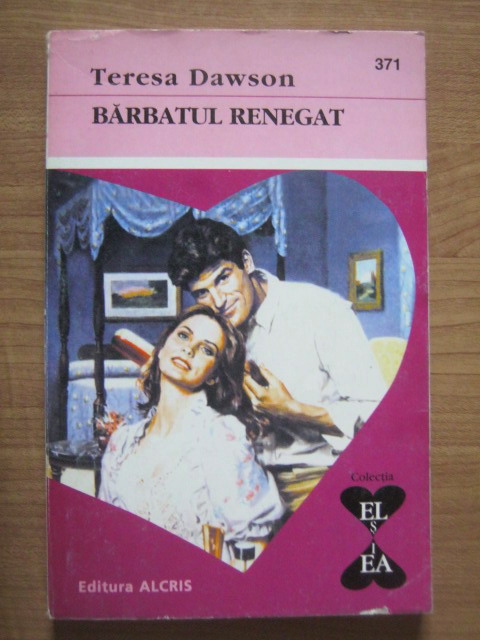 371
Teresa Dawson
BĂRBATUL RENEGAT
Colecția
EL
ȘI
EA
Editura ALCRIS